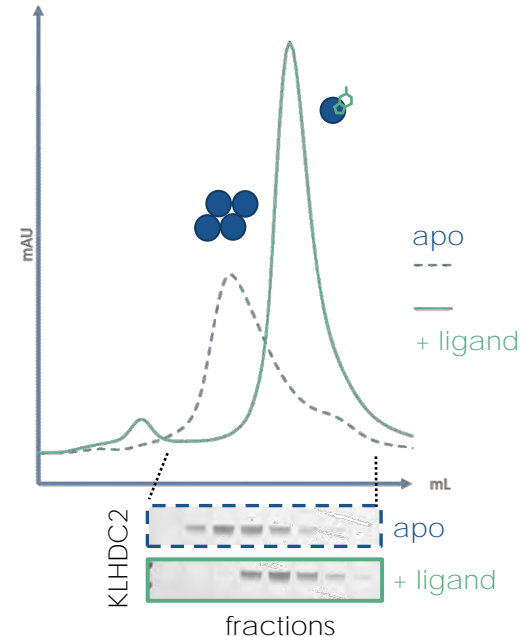 mAU
apo
+ ligand
mL
KLHDC2
apo
+ ligand
fractions